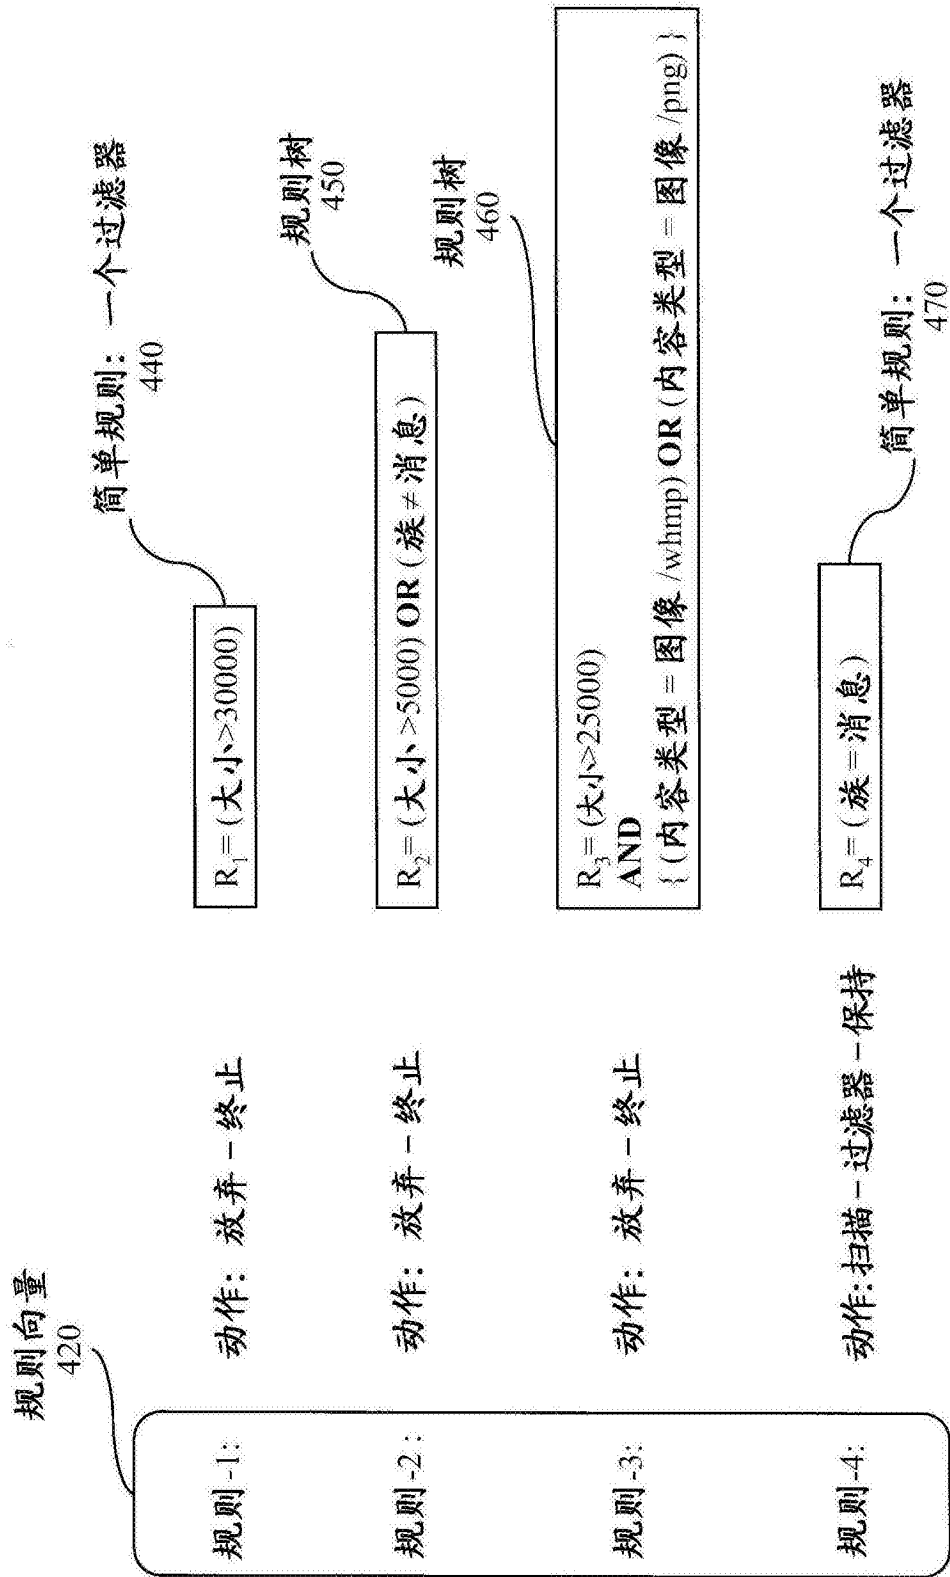 规则向量
420
规则-1:
动作: 放弃-终止
R1=(大小>30000)
简单规则: 一个过滤器
440
规则-2:
动作: 放弃-终止
R2=(大小>5000) OR (族≠消息)
规则树
450
规则-3:
动作: 放弃-终止
R3=(大小>25000)
AND
{(内容类型=图像/whmp) OR (内容类型=图像/png)}
规则树
460
规则-4:
动作:扫描-过滤器-保持
R4=(族=消息)
简单规则: 一个过滤器
470